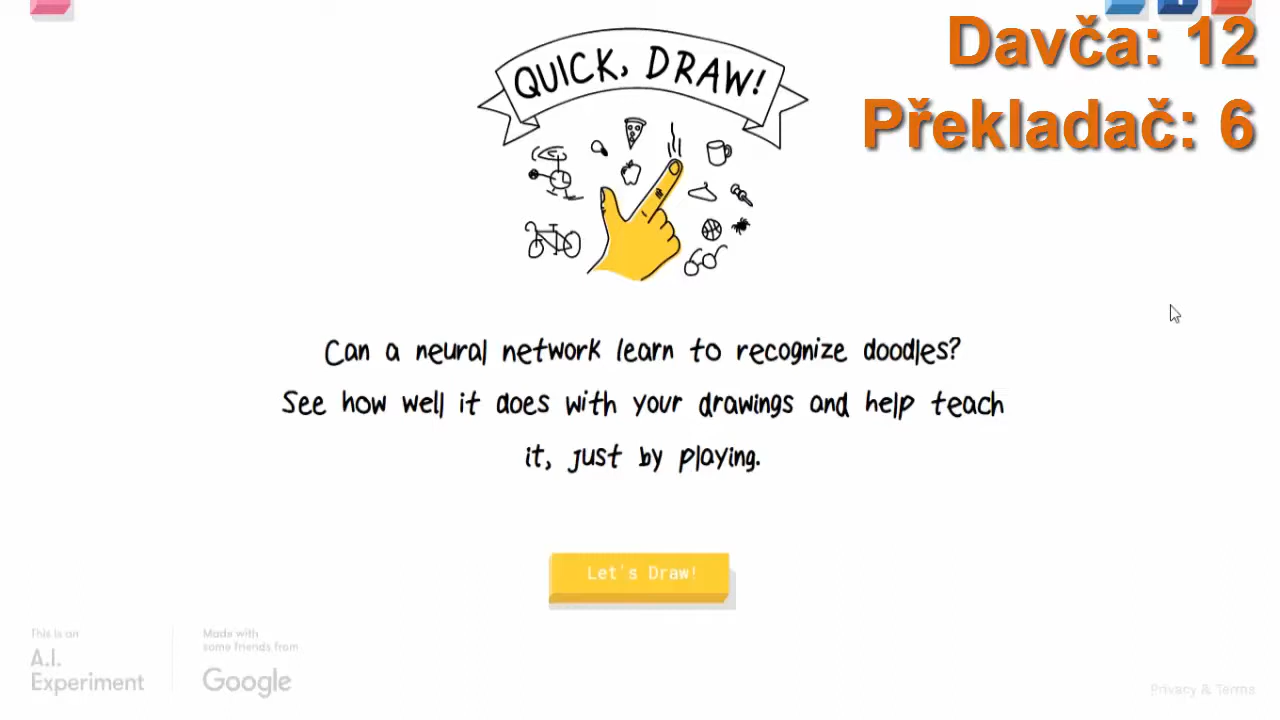 QUICK, DRAW!
Davča: 12
Překladač: 6
Can a neural network learn to recognize doodles?
See how well it does with your drawings and help teach
it, just by playing.
Let's Draw!
This is an
A.I.
Experiment
Made with
some friends from
Google
Privacy & Terms